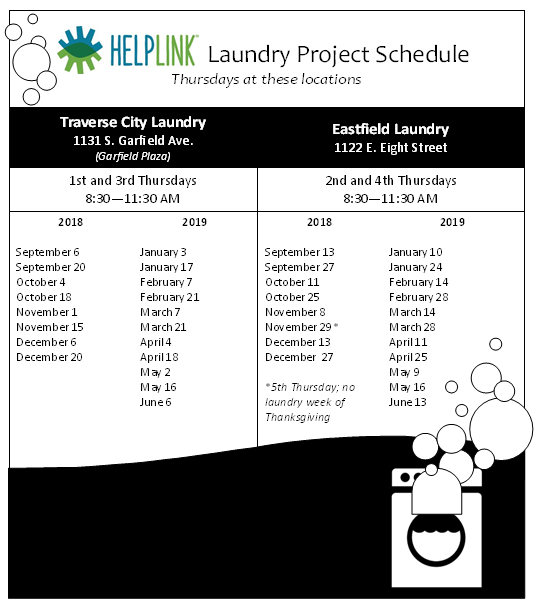 HELPLINK™ Laundry Project Schedule
Thursdays at these locations
Traverse City Laundry
1131 S. Garfield Ave.
(Garfield Plaza)
Eastfield Laundry
1122 E. Eight Street
1st and 3rd Thursdays
8:30—11:30 AM
2nd and 4th Thursdays
8:30—11:30 AM
2018
September 6
September 20
October 4
October 18
November 1
November 15
December 6
December 20
2019
January 3
January 17
February 7
February 21
March 7
March 21
April 4
April 18
May 2
May 16
June 6
2018
September 13
September 27
October 11
October 25
November 8
November 29*
December 13
December 27
*5th Thursday; no
laundry week of
Thanksgiving
2019
January 10
January 24
February 14
February 28
March 14
March 28
April 11
April 25
May 9
May 16
June 13